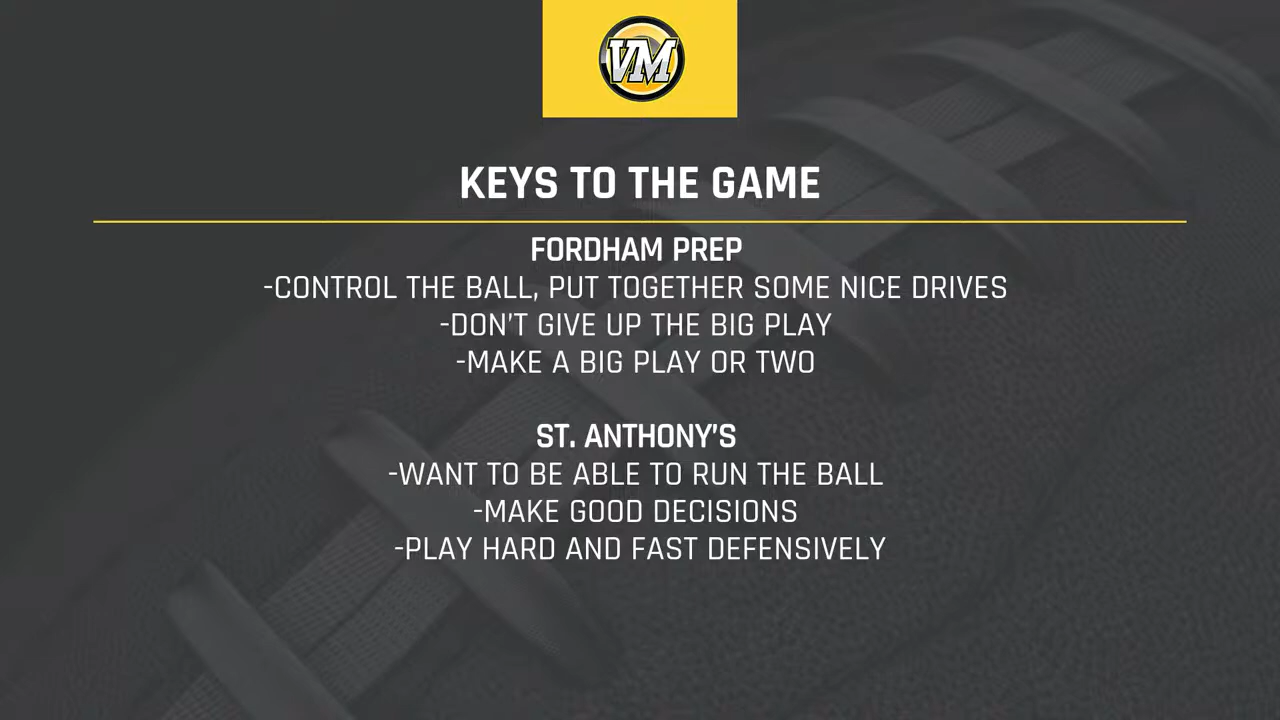 VM
KEYS TO THE GAME
FORDHAM PREP
-CONTROL THE BALL, PUT TOGETHER SOME NICE DRIVES
-DON'T GIVE UP THE BIG PLAY
-MAKE A BIG PLAY OR TWO
ST. ANTHONY'S
-WANT TO BE ABLE TO RUN THE BALL
-MAKE GOOD DECISIONS
-PLAY HARD AND FAST DEFENSIVELY